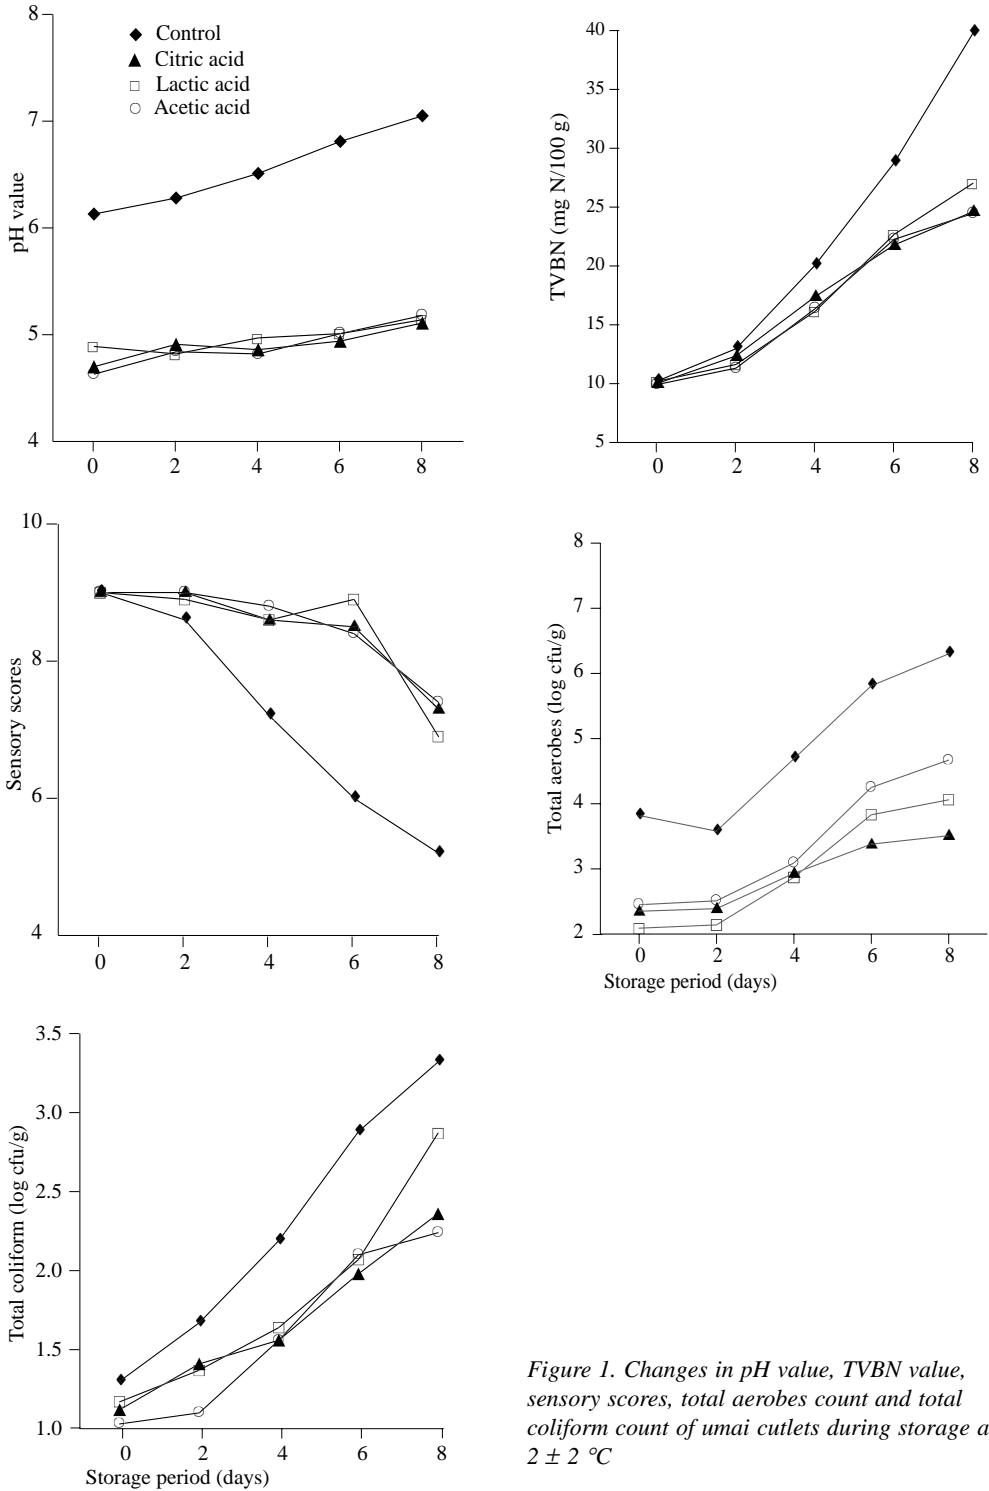 8
7
6
5
4
pH value
Control
Citric acid
Lactic acid
Acetic acid
0 2 4 6 8
40
35
30
25
20
15
10
5
TVBN (mg N/100 g)
0 2 4 6 8
10
8
6
4
Sensory scores
0 2 4 6 8
8
7
6
5
4
3
2
Total aerobes (log cfu/g)
0 2 4 6 8
Storage period (days)
3.5
3.0
2.5
2.0
1.5
1.0
Total coliform (log cfu/g)
0 2 4 6 8
Storage period (days)
Figure 1. Changes in pH value, TVBN value,
sensory scores, total aerobes count and total
coliform count of umai cutlets during storage a
2 ± 2 °C